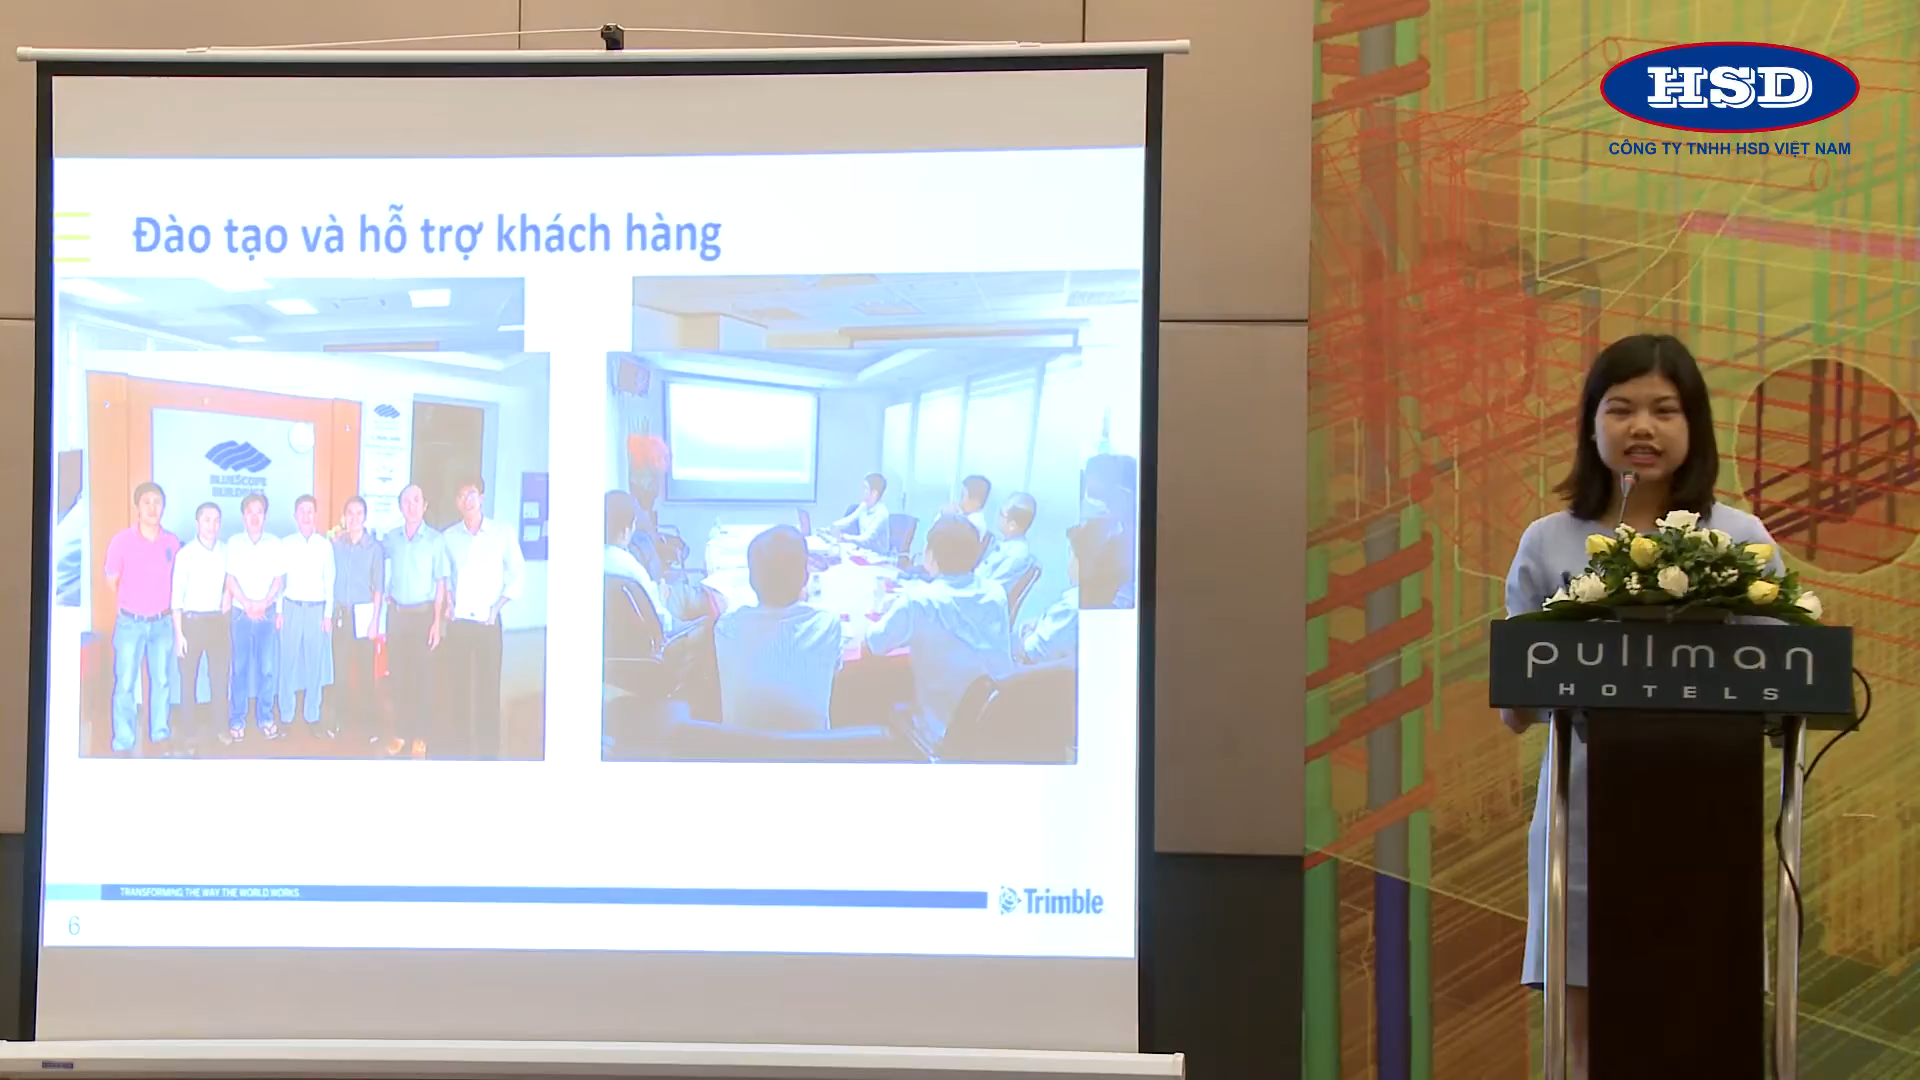 HSD
CÔNG TY TNHH HSD VIỆT NAM
Đào tạo và hỗ trợ khách hàng
BLUESCOPE
BUILDINGS
TRANSFORMING THE WAY THE WORLD WORKS
Trimble
6
pullman
HOTELS